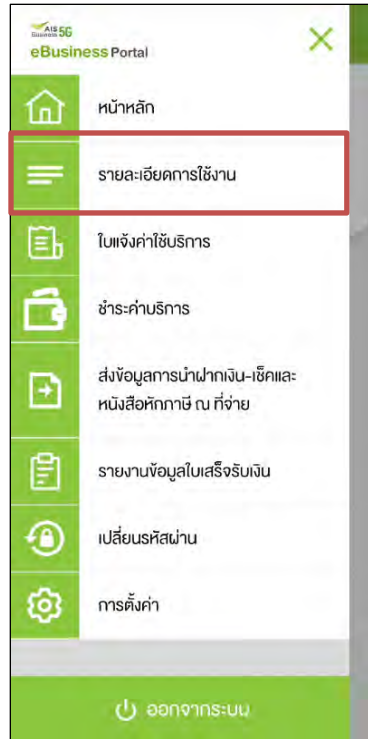 AIS 5G
Business
eBusiness Portal
หน้าหลัก
รายละเอียดการใช้งาน
ใบแจ้งค่าใช้บริการ
ชำระค่าบริการ
ส่งข้อมูลการนำฝากเงิน-เช็คและ
หนังสือหักภาษี ณ ที่จ่าย
รายงานข้อมูลใบเสร็จรับเงิน
เปลี่ยนรหัสผ่าน
การตั้งค่า
ออกจากระบบ